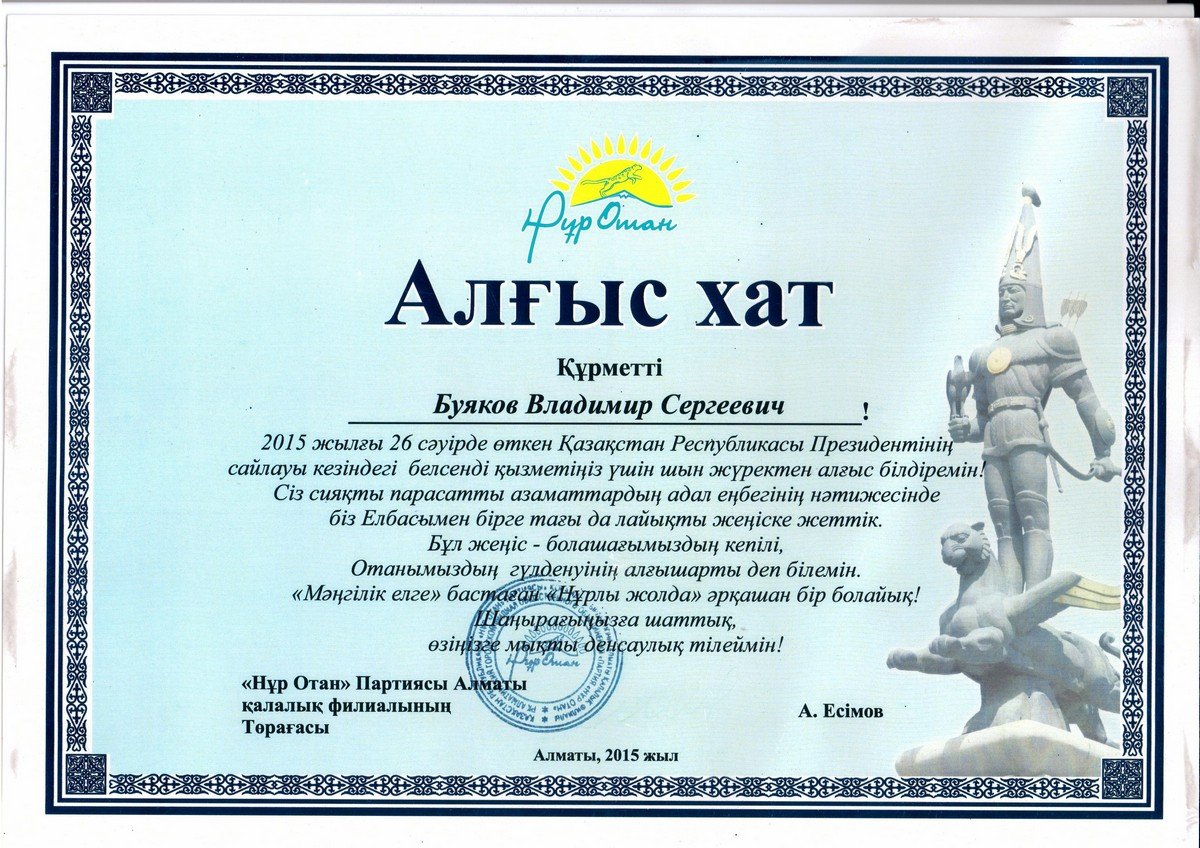 Нұр Отан
Алғыс хат
Құрметті
Буяков Владимир Сергеевич!
2015 жылғы 26 сәуірде өткен Қазақстан Республикасы Президентінің
сайлауы кезіндегі белсенді қызметіңіз үшін шын жүректен алғыс білдіремін!
Сіз сияқты парасатты азаматтардың адал еңбегінің нәтижесінде
біз Елбасымен бірге тағы да лайықты жеңіске жеттік.
Бұл жеңіс - болашағымыздың кепілі,
Отанымыздың гүлденуінің алғышарты деп білемін.
«Мәңгілік елге» бастаған «Нұрлы жолда» әрқашан бір болайық!
Шаңырағыңызға шаттық,
өзіңізге мықты денсаулық тілеймін!
Нұр Отан
«Нұр Отан» Партиясы Алматы
қалалық филиалының
Төрағасы
А. Есімов
Алматы, 2015 жыл